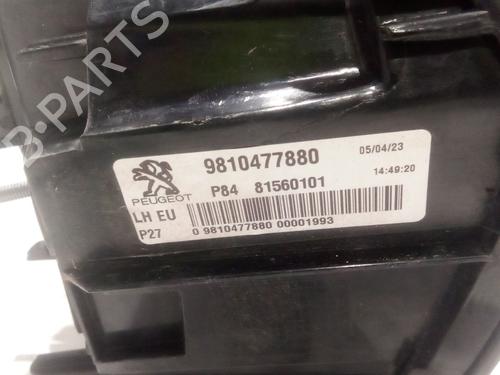 B-PARTS
9810477880
05/04/23
PEUGEOT
P84 81560101
14:49:20
LH EU
P27
0 9810477880 00001993